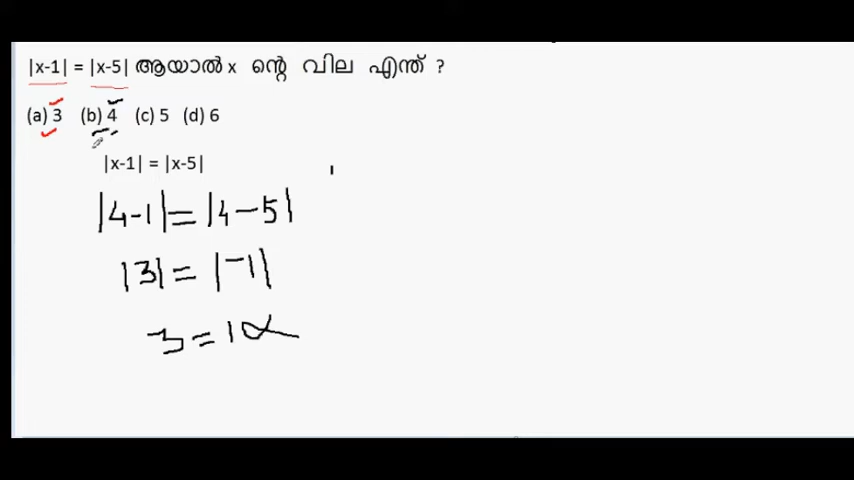 |x-1| = |x-5| ആയാൽ x ന്റെ വില എന്ത് ?
(a) 3 (b) 4 (c) 5 (d) 6
|x-1| = |x-5|
|4-1| = |4-5|
|3| = |-1|
3 = 1